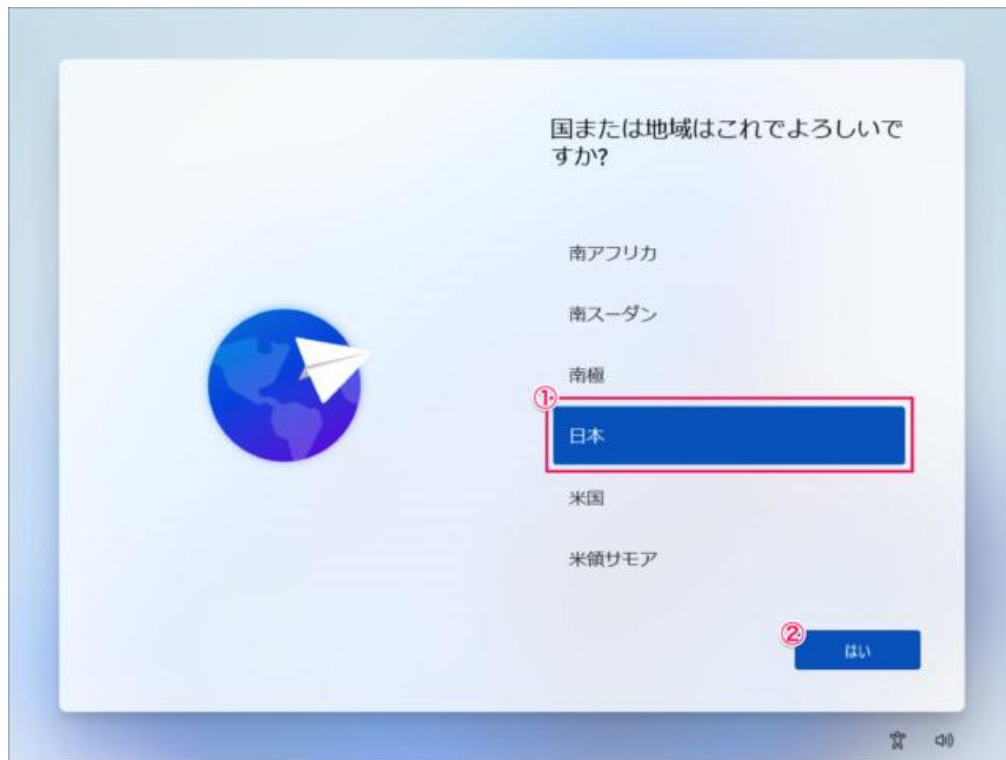 国または地域はこれでよろしいで
すか?
南アフリカ
南スーダン
南極
①
日本
米国
米領サモア
②
はい